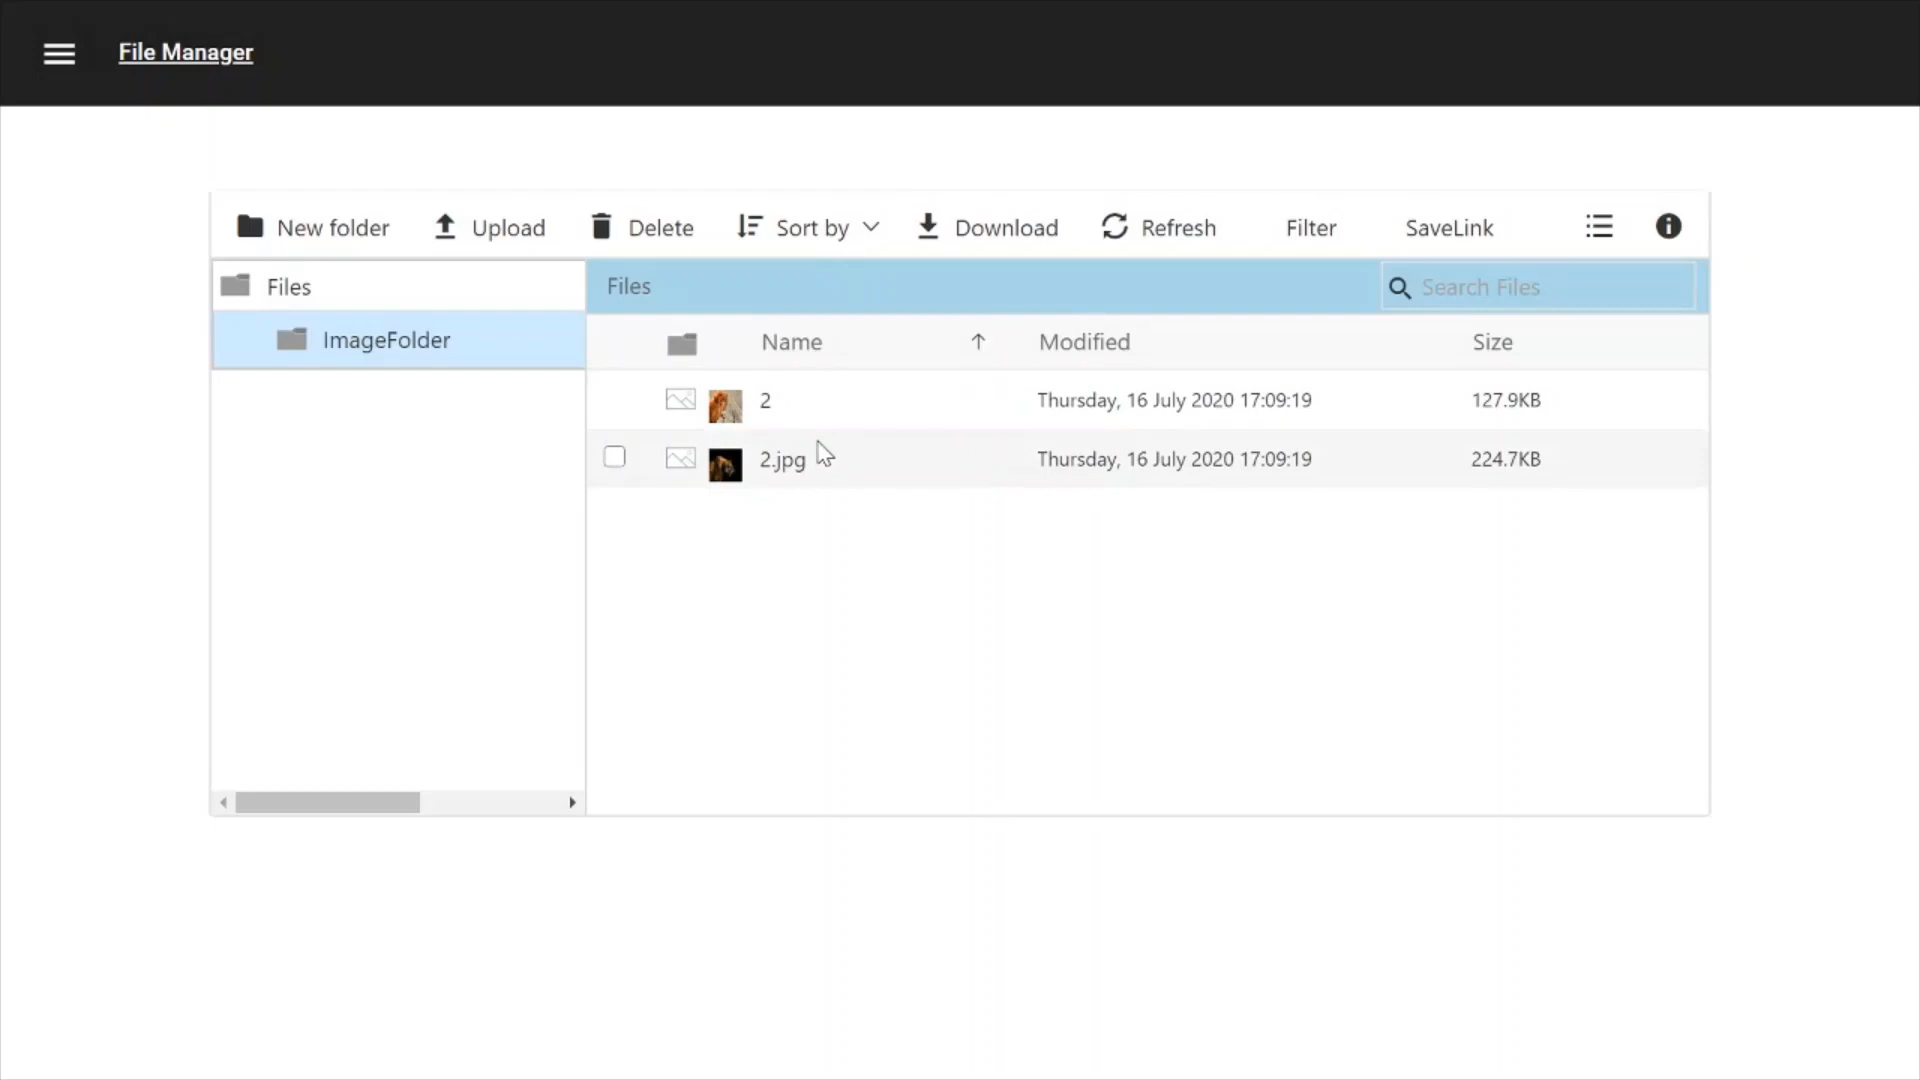 File Manager
New folder Upload Delete Sort by Download Refresh Filter SaveLink
Files
ImageFolder
Files Search Files
Name Modified Size
2 Thursday, 16 July 2020 17:09:19 127.9KB
2.jpg Thursday, 16 July 2020 17:09:19 224.7KB